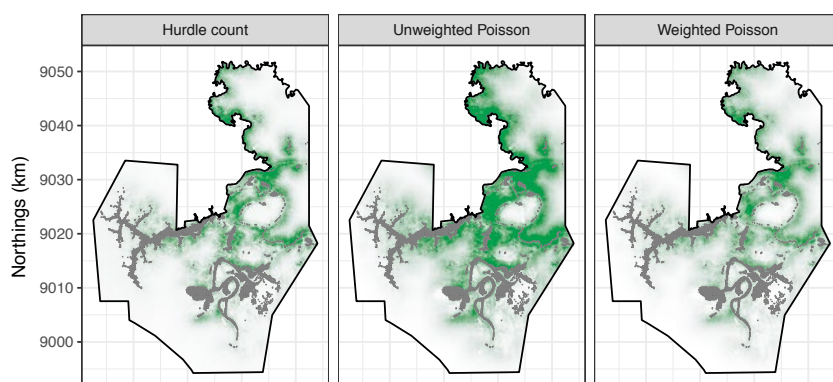 Hurdle count
Unweighted Poisson
Weighted Poisson
Northings (km)
9050
9040
9030
9020
9010
9000